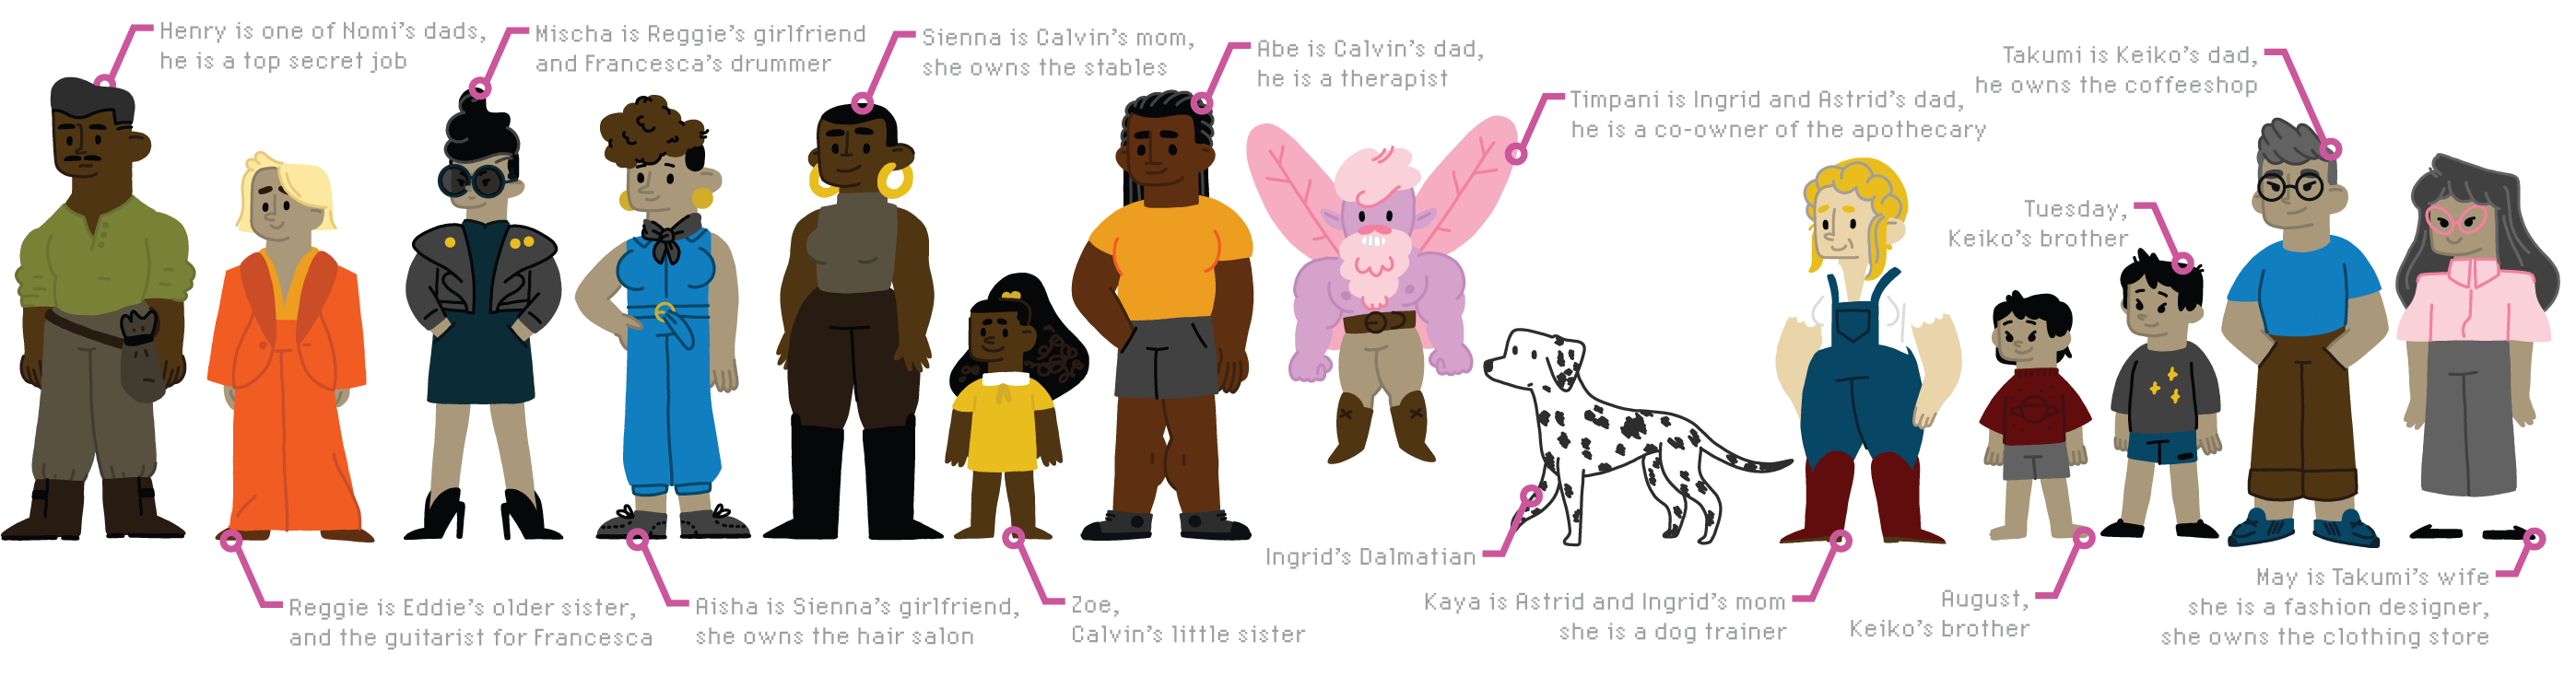 Henry is one of Nomi's dads,
he is a top secret job
Mischa is Reggie's girlfriend
and Francesca's drummer
Sienna is Calvin's mom,
she owns the stables
Abe is Calvin's dad,
he is a therapist
Timpani is Ingrid and Astrid's dad,
he is a co-owner of the apothecary
Takumi is Keiko's dad,
he owns the coffeeshop
Tuesday,
Keiko's brother
Reggie is Eddie's older sister,
and the guitarist for Francesca
Aisha is Sienna's girlfriend,
she owns the hair salon
Zoe,
Calvin's little sister
Ingrid's Dalmatian
Kaya is Astrid and Ingrid's mom
she is a dog trainer
August,
Keiko's brother
May is Takumi's wife
she is a fashion designer,
she owns the clothing store